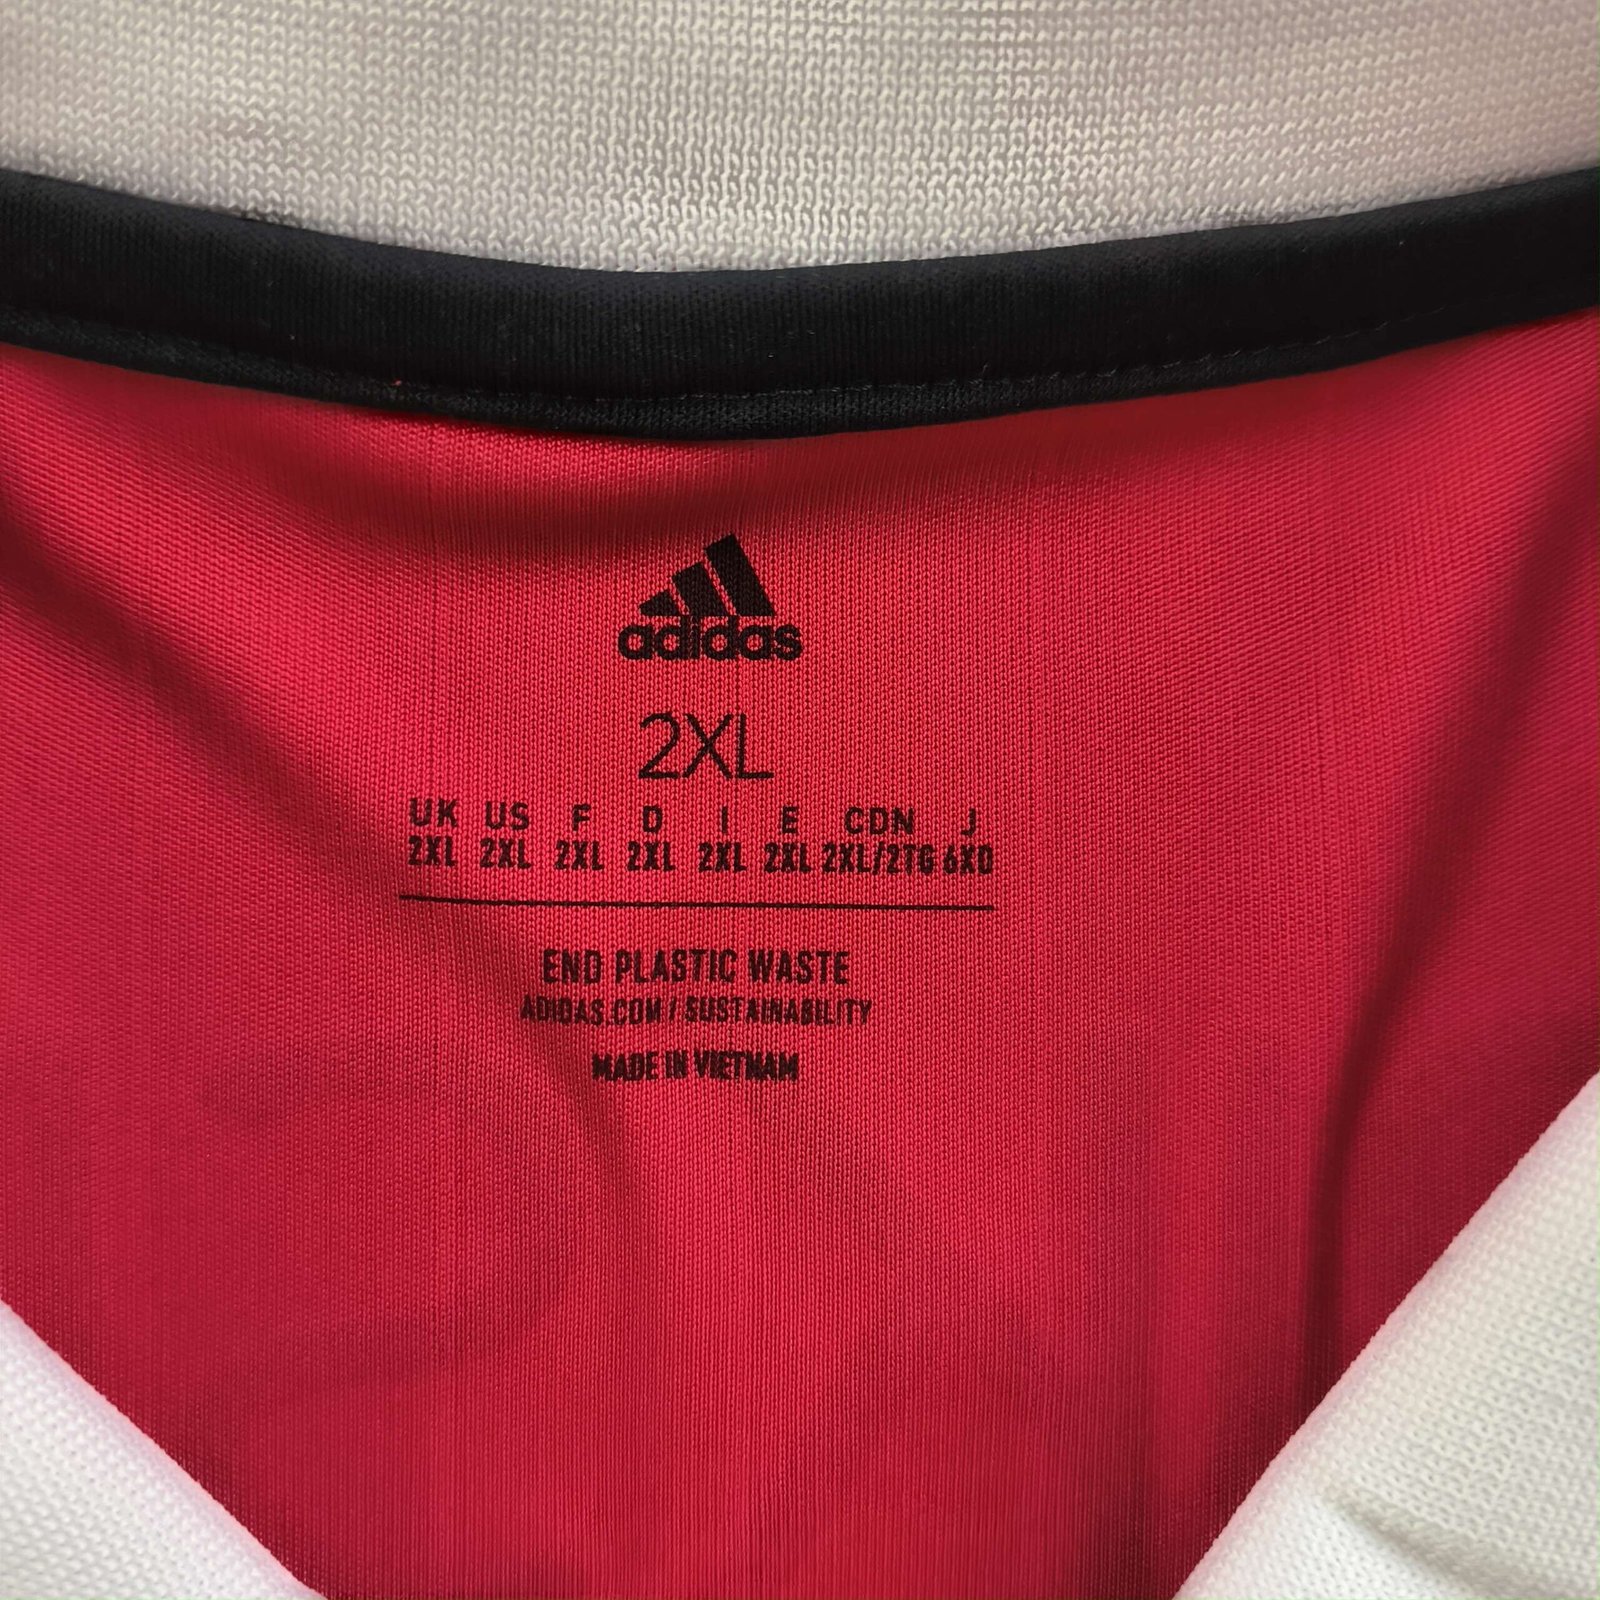 adidas
2XL
UK US F D I E CDN J
2XL 2XL 2XL 2XL 2XL 2XL 2XL/2TG 6XO
END PLASTIC WASTE
ADIDAS.COM / SUSTAINABILITY
MADE IN VIETNAM